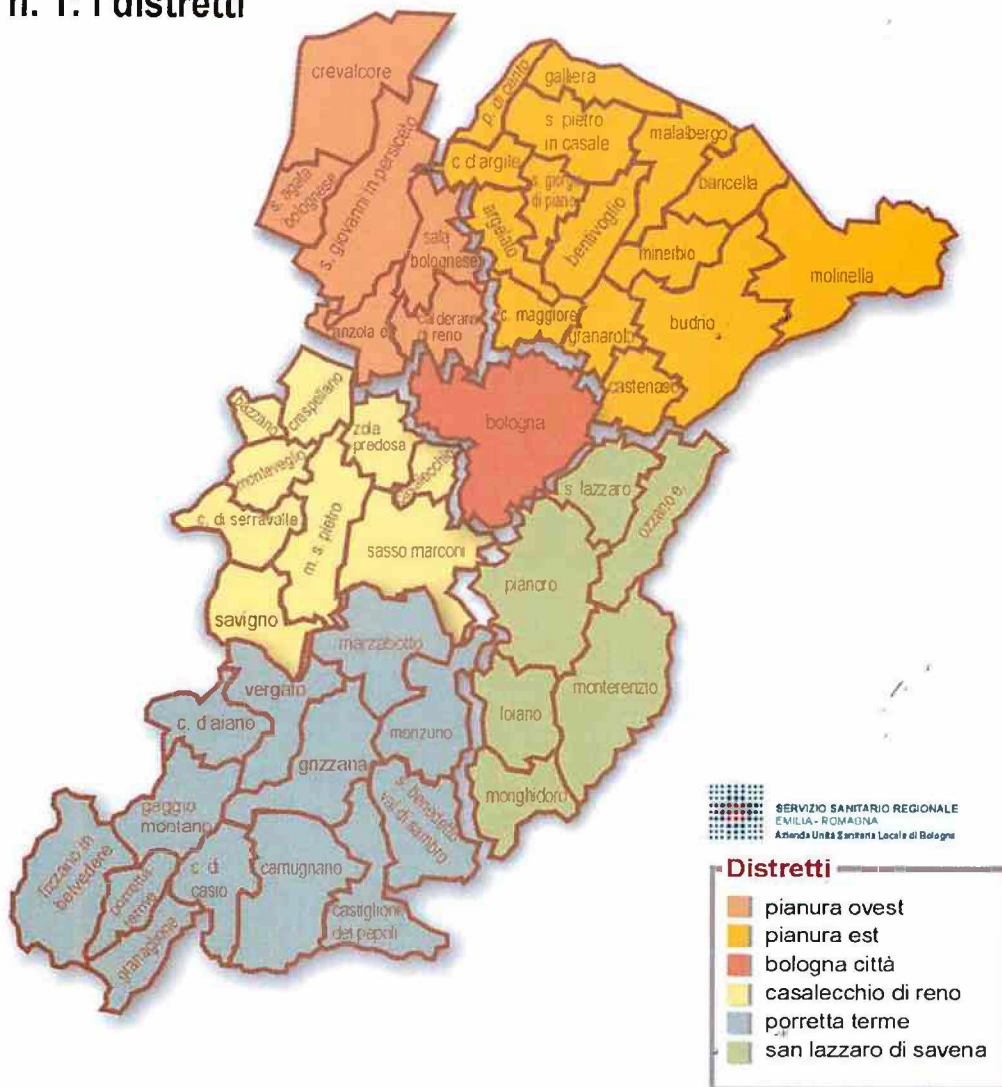 n. 1: i distretti
crevalcore
galliera
p. di cento
s. pietro
in casale
malalbergo
s. giovanni in persiceto
c d'argile
baricella
s. agata
bolognese
s. giorgio
di piano
bentivoglio
argelato
sala
bolognese
minerbio
molinella
c. maggiore
budrio
anzola e
calderara
di reno
granarolo
castenaso
crespellano
bazzano
zola
predosa
bologna
casalecchio
monteveglio
s. lazzaro
ozzano e.
c. di serravalle
m. s. pietro
sasso marconi
pianoro
savigno
marzabotto
vergato
monterenzio
c. d'aiano
loiano
monzuno
grizzana
s. benedetto
val di sambro
monghidoro
gaggio
montano
lizzano in
belvedere
porretta
terme
c. di
casio
camugnano
castiglione
dei pepoli
granaglione
SERVIZIO SANITARIO REGIONALE
EMILIA-ROMAGNA
Azienda Unità Sanitaria Locale di Bologna
Distretti
pianura ovest
pianura est
bologna città
casalecchio di reno
porretta terme
san lazzaro di savena